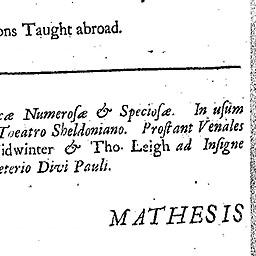 ons Taught abroad.
cæ Numerosæ & Speciosæ. In usum
Theatro Sheldoniano. Prostant Venales
idwinter & Tho. Leigh ad Insigne
eterio Divi Pauli.
MATHESIS